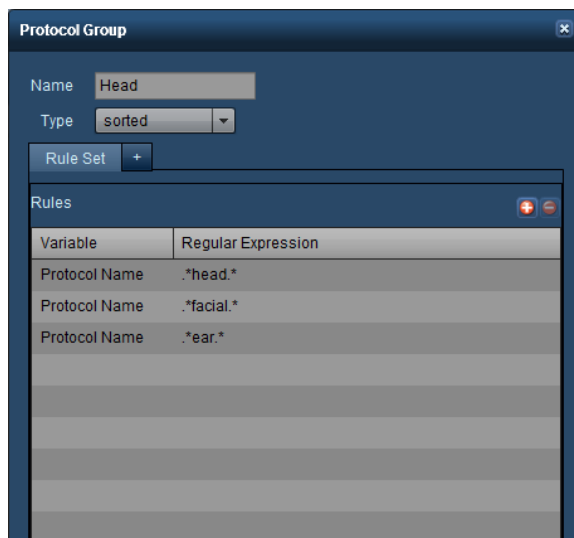 Protocol Group
Name Head
Type sorted
Rule Set +
Rules
Variable Regular Expression
Protocol Name .*head.*
Protocol Name .*facial.*
Protocol Name .*ear.*